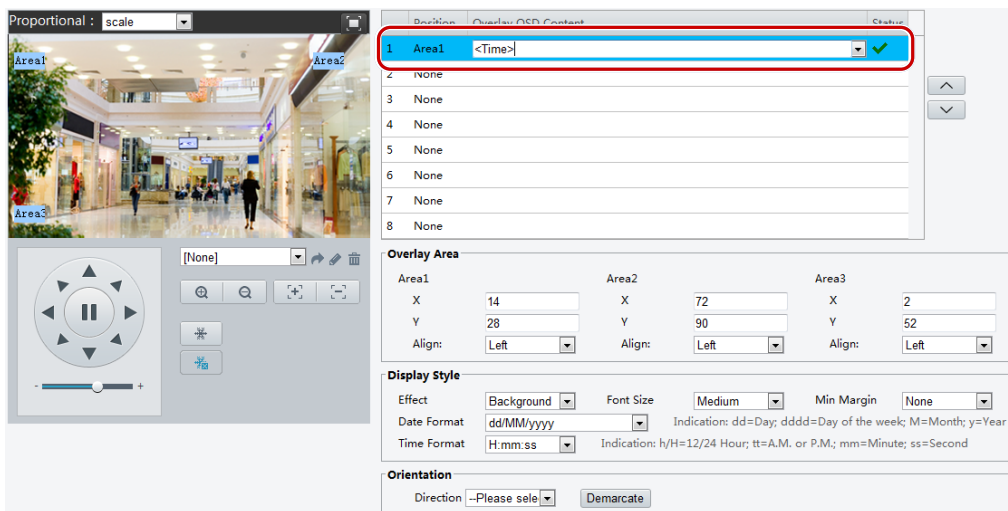 Proportional : scale
Area1
Area2
Area3
[None]
- +
Position Overlay OSD Content Status
1 Area1 <Time>
2 None
3 None
4 None
5 None
6 None
7 None
8 None
Overlay Area
Area1 Area2 Area3
X 14 X 72 X 2
Y 28 Y 90 Y 52
Align: Left Align: Left Align: Left
Display Style
Effect Background Font Size Medium Min Margin None
Date Format dd/MM/yyyy Indication: dd=Day; dddd=Day of the week; M=Month; y=Year
Time Format H:mm:ss Indication: h/H=12/24 Hour; tt=A.M. or P.M.; mm=Minute; ss=Second
Orientation
Direction --Please sele Demarcate